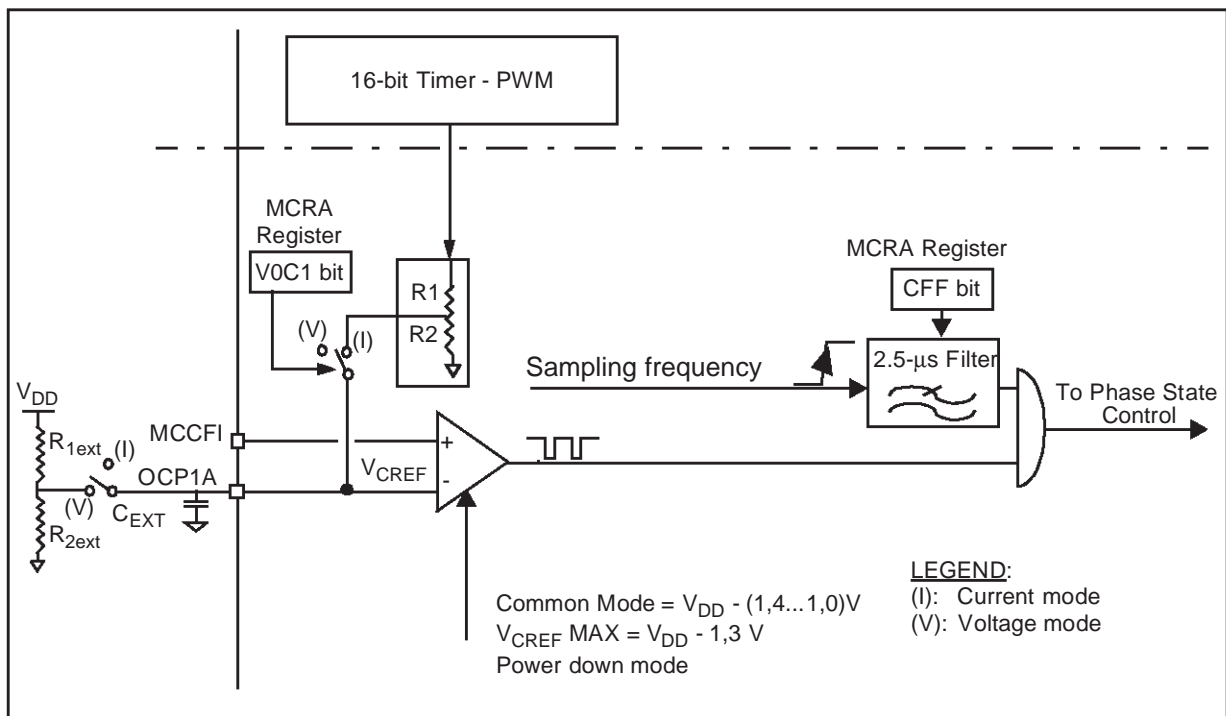 16-bit Timer - PWM
MCRA
Register
V0C1 bit
R1
R2
(V)
(I)
MCRA Register
CFF bit
2.5-μs Filter
Sampling frequency
To Phase State
Control
VDD
R1ext
(I)
MCCFI
OCP1A
VCREF
+
-
(V)
CEXT
R2ext
Common Mode = VDD - (1,4...1,0)V
VCREF MAX = VDD - 1,3 V
Power down mode
LEGEND:
(I): Current mode
(V): Voltage mode